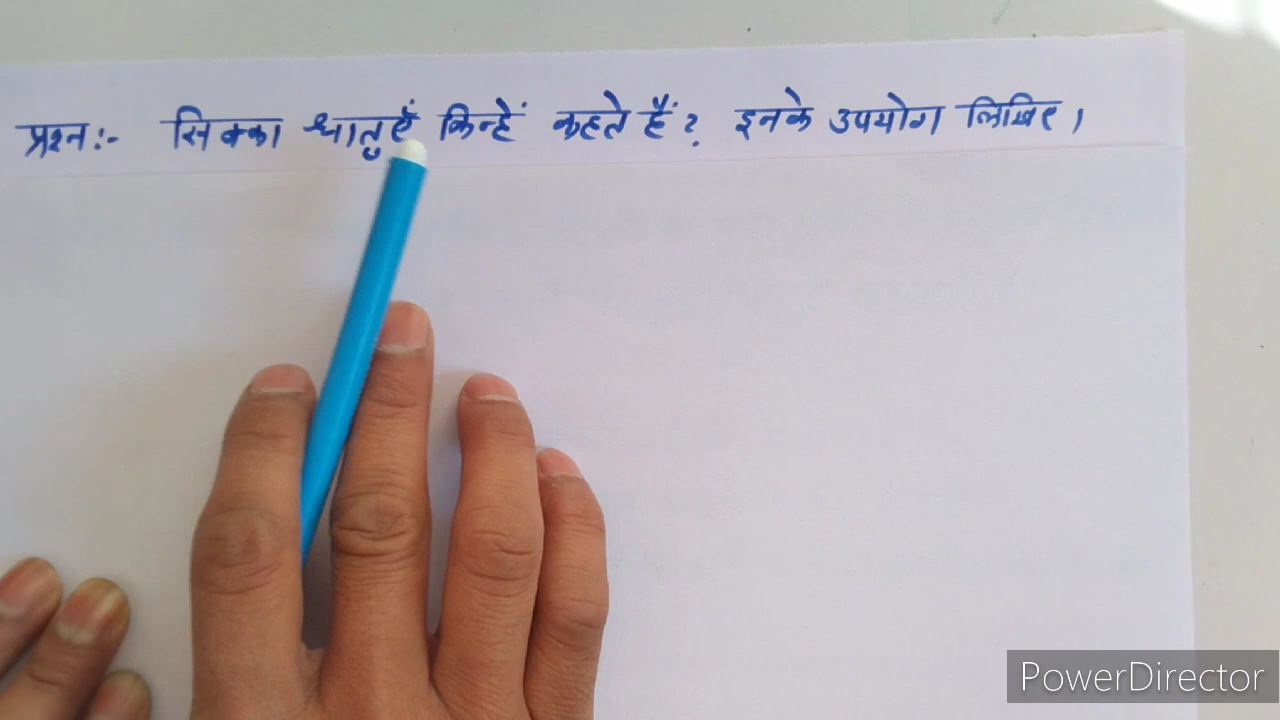 प्रश्न:- सिक्का धातुएँ किन्हें कहते हैं? इनके उपयोग लिखिए।
PowerDirector